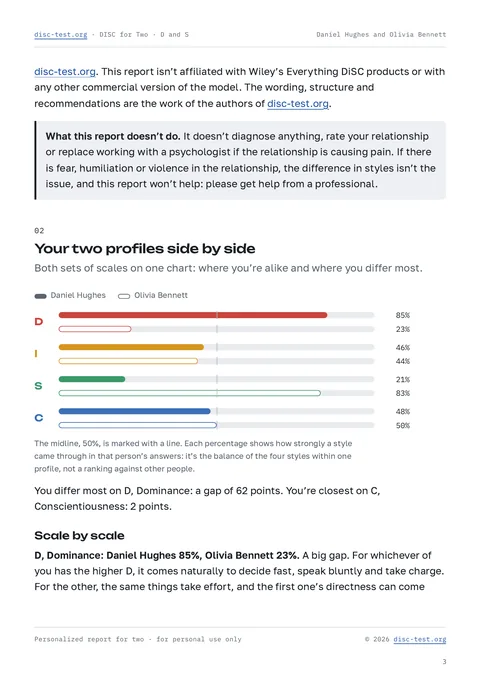 disc-test.org · DISC for Two · D and S
Daniel Hughes and Olivia Bennett
disc-test.org. This report isn't affiliated with Wiley's Everything DiSC products or with
any other commercial version of the model. The wording, structure and
recommendations are the work of the authors of disc-test.org.
What this report doesn't do. It doesn't diagnose anything, rate your relationship
or replace working with a psychologist if the relationship is causing pain. If there
is fear, humiliation or violence in the relationship, the difference in styles isn't the
issue, and this report won't help: please get help from a professional.
02
Your two profiles side by side
Both sets of scales on one chart: where you're alike and where you differ most.
Daniel Hughes Olivia Bennett
D 85%
23%
I 46%
44%
S 21%
83%
C 48%
50%
The midline, 50%, is marked with a line. Each percentage shows how strongly a style
came through in that person's answers: it's the balance of the four styles within one
profile, not a ranking against other people.
You differ most on D, Dominance: a gap of 62 points. You're closest on C,
Conscientiousness: 2 points.
Scale by scale
D, Dominance: Daniel Hughes 85%, Olivia Bennett 23%. A big gap. For whichever of
you has the higher D, it comes naturally to decide fast, speak bluntly and take charge.
For the other, the same things take effort, and the first one's directness can come
Personalized report for two · for personal use only
© 2026 disc-test.org
3